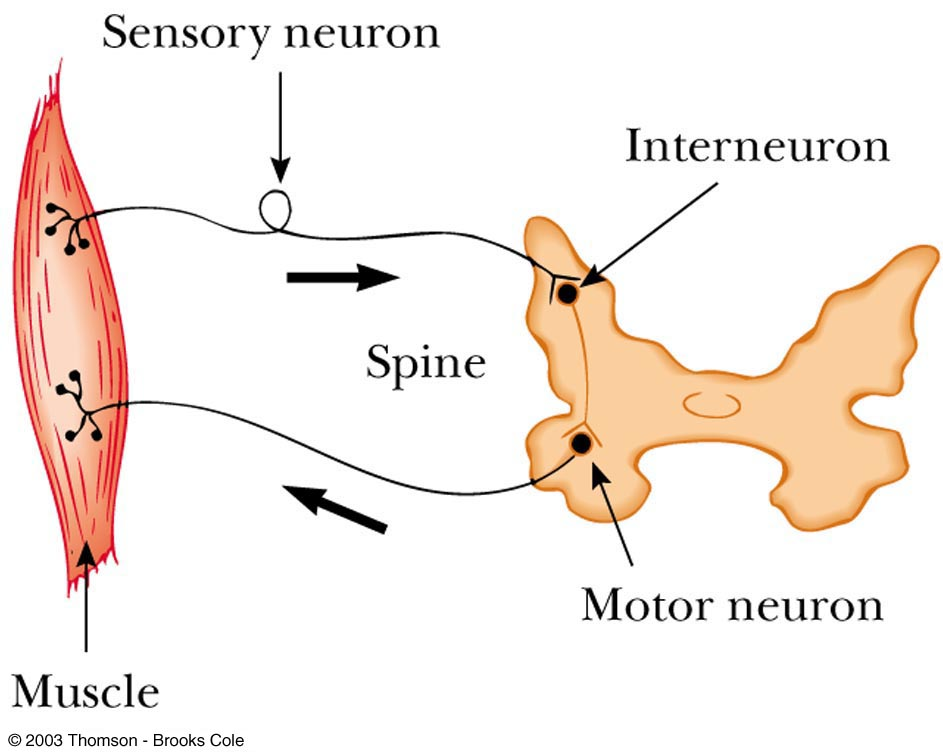 Sensory neuron
Interneuron
Spine
Motor neuron
Muscle
© 2003 Thomson - Brooks Cole